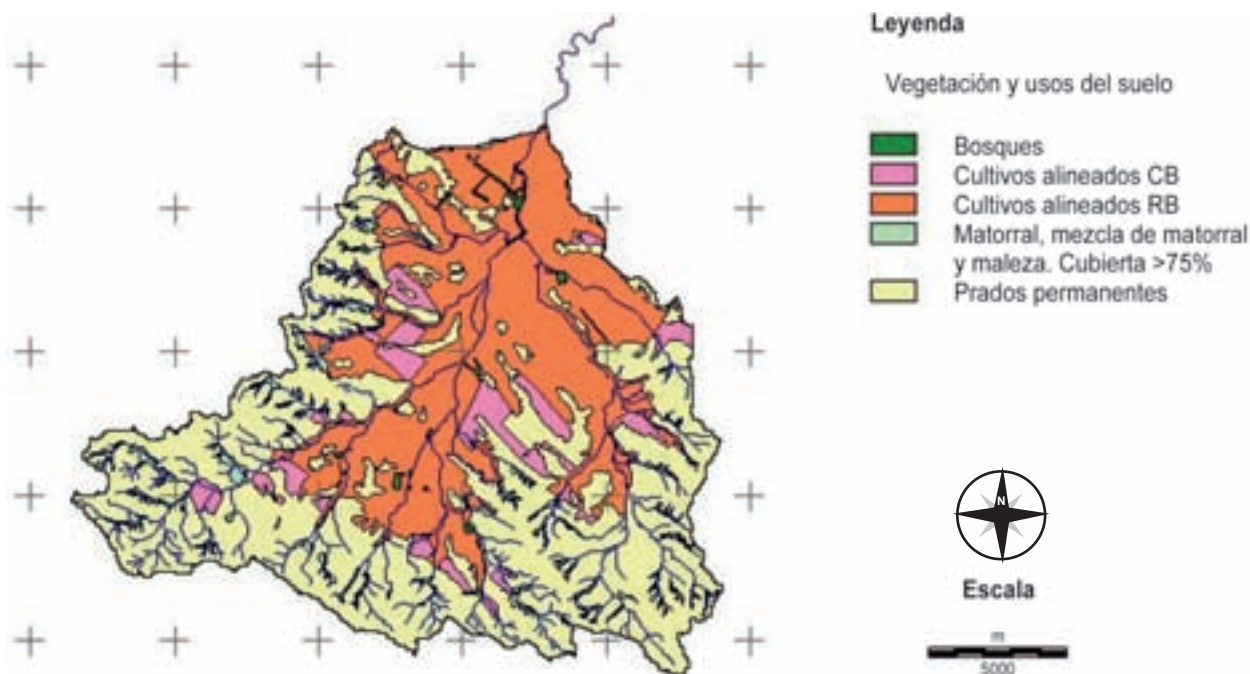 Leyenda
Vegetación y usos del suelo
Bosques
Cultivos alineados CB
Cultivos alineados RB
Matorral, mezcla de matorral
y maleza. Cubierta >75%
Prados permanentes
N
Escala
m
5000